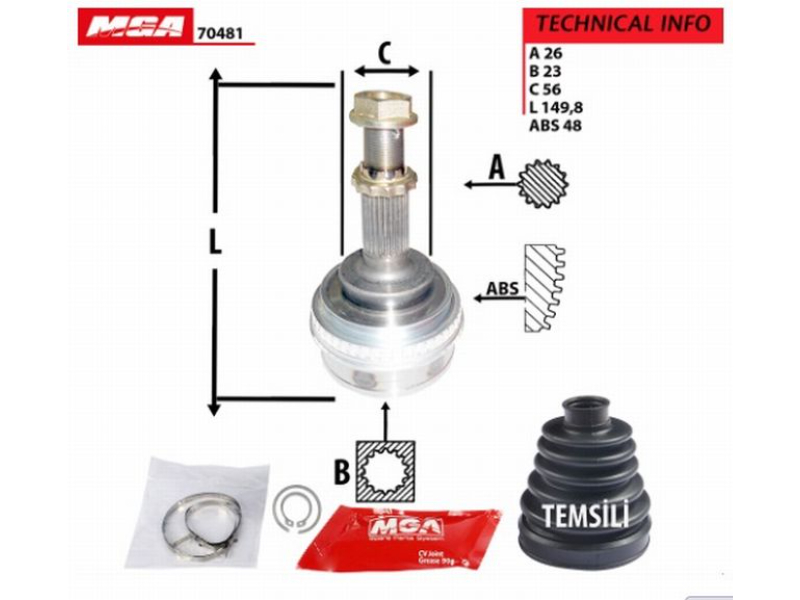 MGA 70481
TECHNICAL INFO
A 26
B 23
C 56
L 149,8
ABS 48
C
A
L
ABS
B
MGA
Spare Parts System
CV Joint
Grease 90g
TEMSİLİ